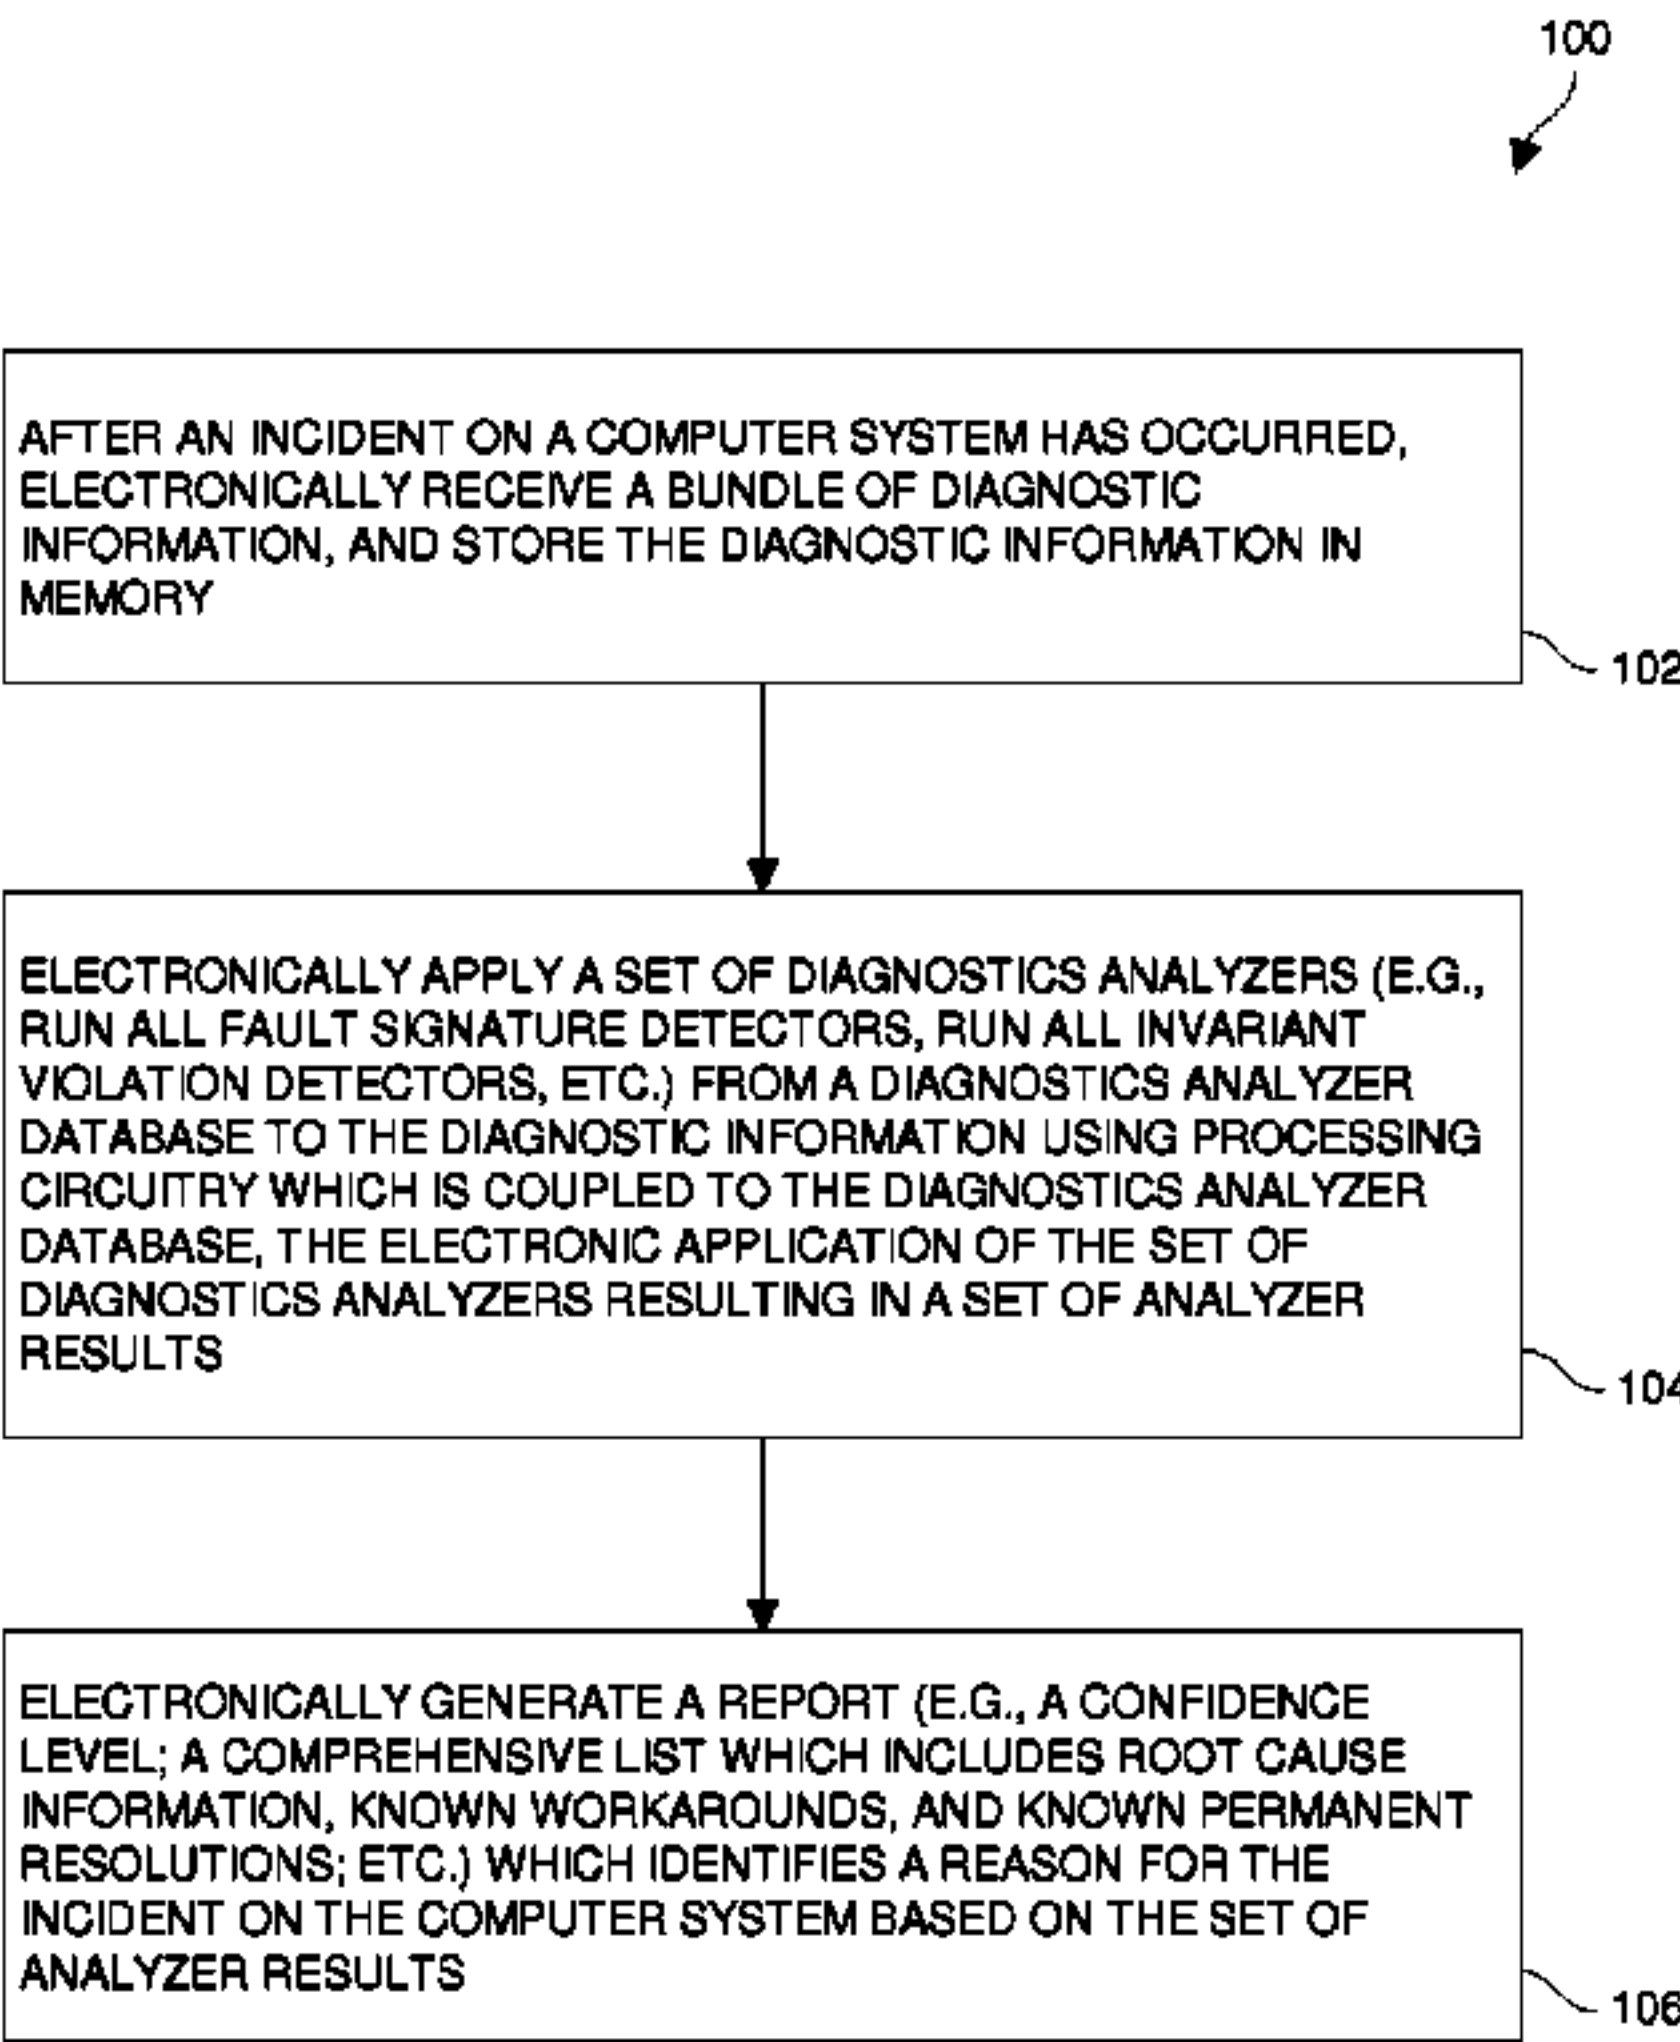 100
AFTER AN INCIDENT ON A COMPUTER SYSTEM HAS OCCURRED,
ELECTRONICALLY RECEIVE A BUNDLE OF DIAGNOSTIC
INFORMATION, AND STORE THE DIAGNOSTIC INFORMATION IN
MEMORY
102
ELECTRONICALLY APPLY A SET OF DIAGNOSTICS ANALYZERS (E.G.,
RUN ALL FAULT SIGNATURE DETECTORS, RUN ALL INVARIANT
VIOLATION DETECTORS, ETC.) FROM A DIAGNOSTICS ANALYZER
DATABASE TO THE DIAGNOSTIC INFORMATION USING PROCESSING
CIRCUITRY WHICH IS COUPLED TO THE DIAGNOSTICS ANALYZER
DATABASE, THE ELECTRONIC APPLICATION OF THE SET OF
DIAGNOSTICS ANALYZERS RESULTING IN A SET OF ANALYZER
RESULTS
104
ELECTRONICALLY GENERATE A REPORT (E.G., A CONFIDENCE
LEVEL; A COMPREHENSIVE LIST WHICH INCLUDES ROOT CAUSE
INFORMATION, KNOWN WORKAROUNDS, AND KNOWN PERMANENT
RESOLUTIONS; ETC.) WHICH IDENTIFIES A REASON FOR THE
INCIDENT ON THE COMPUTER SYSTEM BASED ON THE SET OF
ANALYZER RESULTS
106